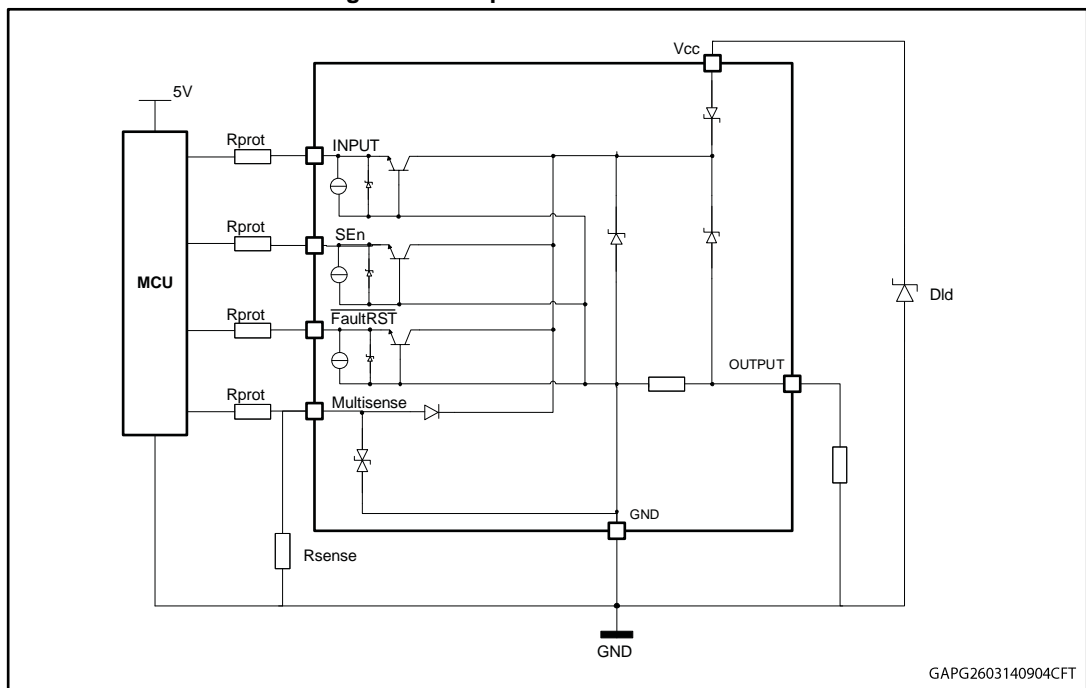 Vcc
5V
Rprot
INPUT
Rprot
SEn
MCU
Dld
Rprot
FaultRST
OUTPUT
Rprot
Multisense
GND
Rsense
GND
GAPG2603140904CFT